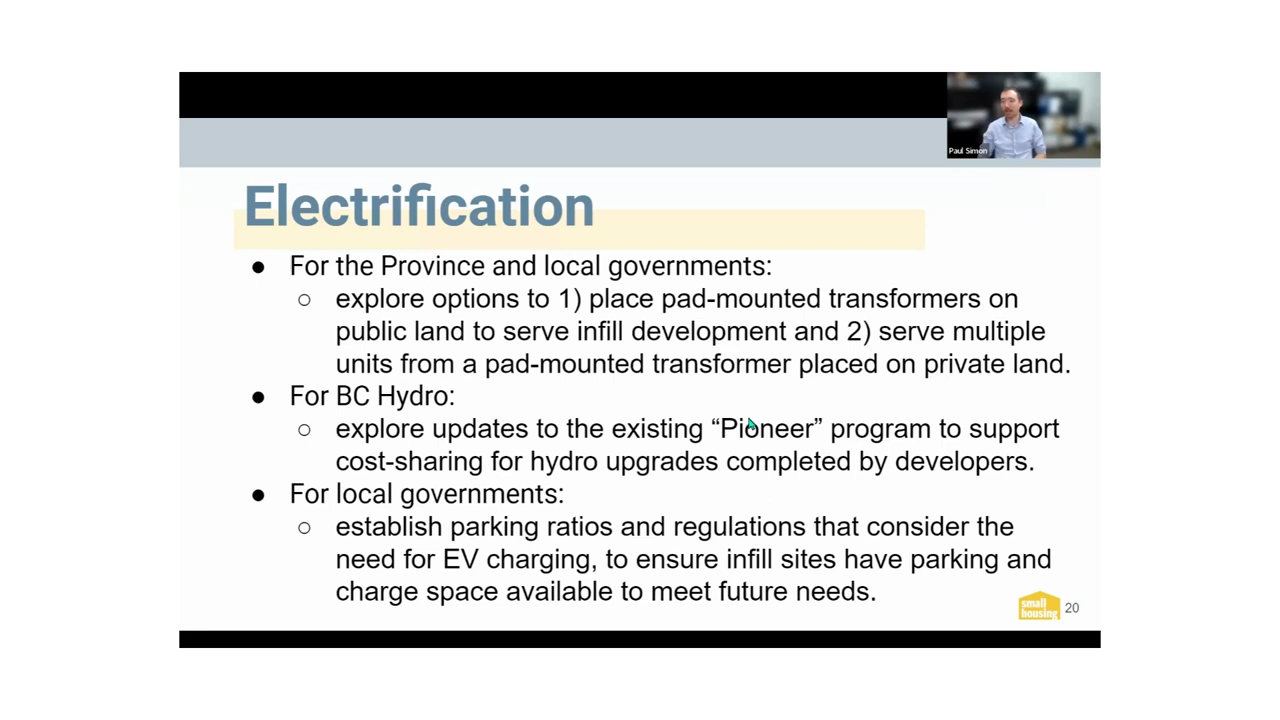 Paul Simon
Electrification
● For the Province and local governments:
○ explore options to 1) place pad-mounted transformers on
public land to serve infill development and 2) serve multiple
units from a pad-mounted transformer placed on private land.
● For BC Hydro:
○ explore updates to the existing “Pioneer” program to support
cost-sharing for hydro upgrades completed by developers.
● For local governments:
○ establish parking ratios and regulations that consider the
need for EV charging, to ensure infill sites have parking and
charge space available to meet future needs.
small
housing
20